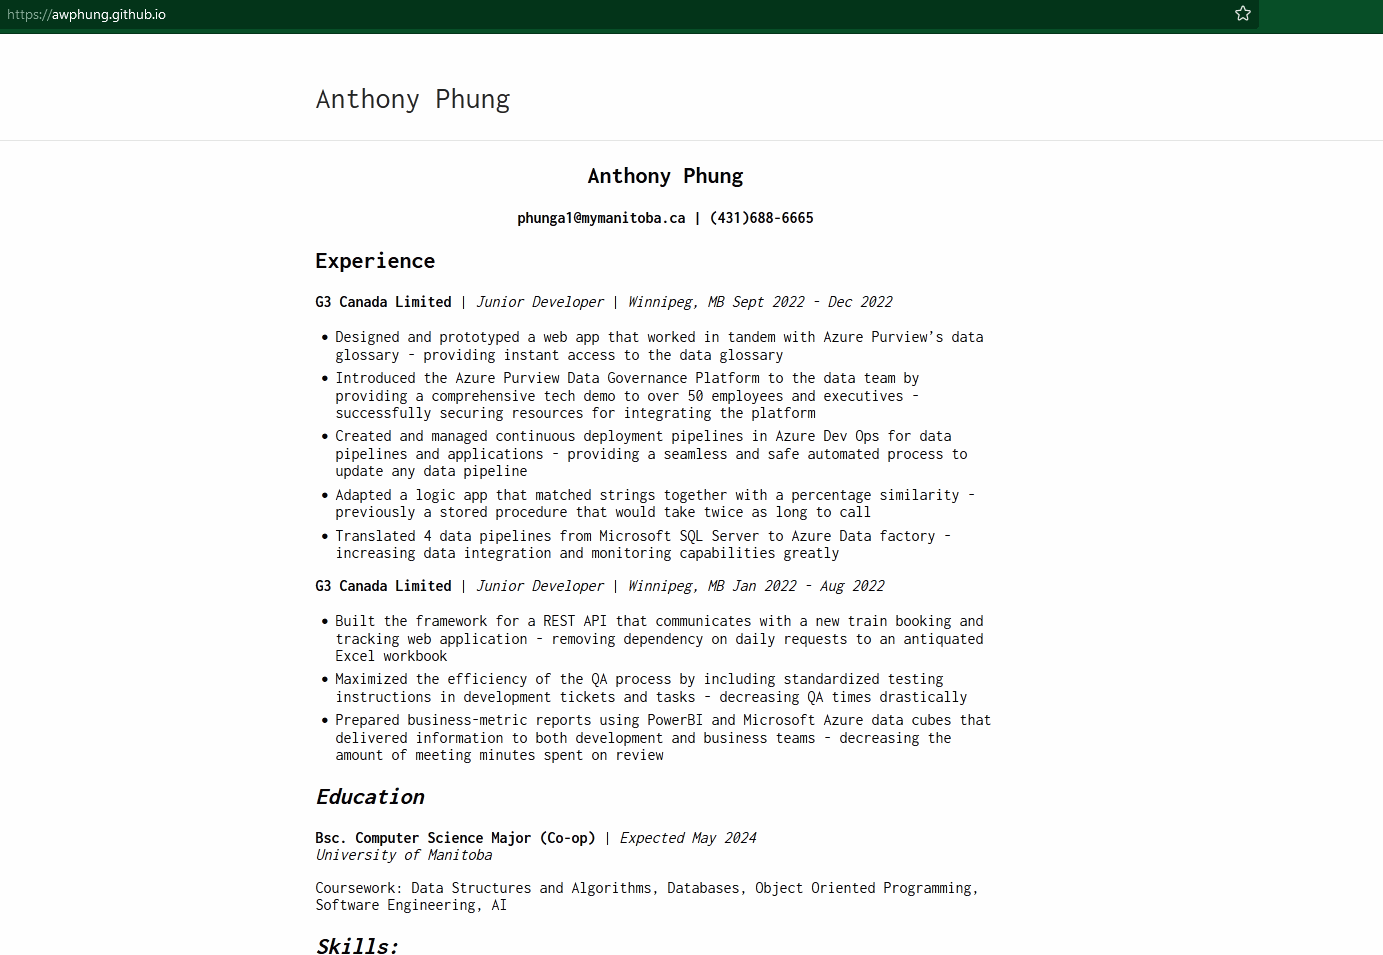 https://awphung.github.io
Anthony Phung
Anthony Phung
phunga1@mymanitoba.ca | (431)688-6665
Experience
G3 Canada Limited | Junior Developer | Winnipeg, MB Sept 2022 - Dec 2022
• Designed and prototyped a web app that worked in tandem with Azure Purview’s data
glossary - providing instant access to the data glossary
• Introduced the Azure Purview Data Governance Platform to the data team by
providing a comprehensive tech demo to over 50 employees and executives -
successfully securing resources for integrating the platform
• Created and managed continuous deployment pipelines in Azure Dev Ops for data
pipelines and applications - providing a seamless and safe automated process to
update any data pipeline
• Adapted a logic app that matched strings together with a percentage similarity -
previously a stored procedure that would take twice as long to call
• Translated 4 data pipelines from Microsoft SQL Server to Azure Data factory -
increasing data integration and monitoring capabilities greatly
G3 Canada Limited | Junior Developer | Winnipeg, MB Jan 2022 - Aug 2022
• Built the framework for a REST API that communicates with a new train booking and
tracking web application - removing dependency on daily requests to an antiquated
Excel workbook
• Maximized the efficiency of the QA process by including standardized testing
instructions in development tickets and tasks - decreasing QA times drastically
• Prepared business-metric reports using PowerBI and Microsoft Azure data cubes that
delivered information to both development and business teams - decreasing the
amount of meeting minutes spent on review
Education
Bsc. Computer Science Major (Co-op) | Expected May 2024
University of Manitoba
Coursework: Data Structures and Algorithms, Databases, Object Oriented Programming,
Software Engineering, AI
Skills: